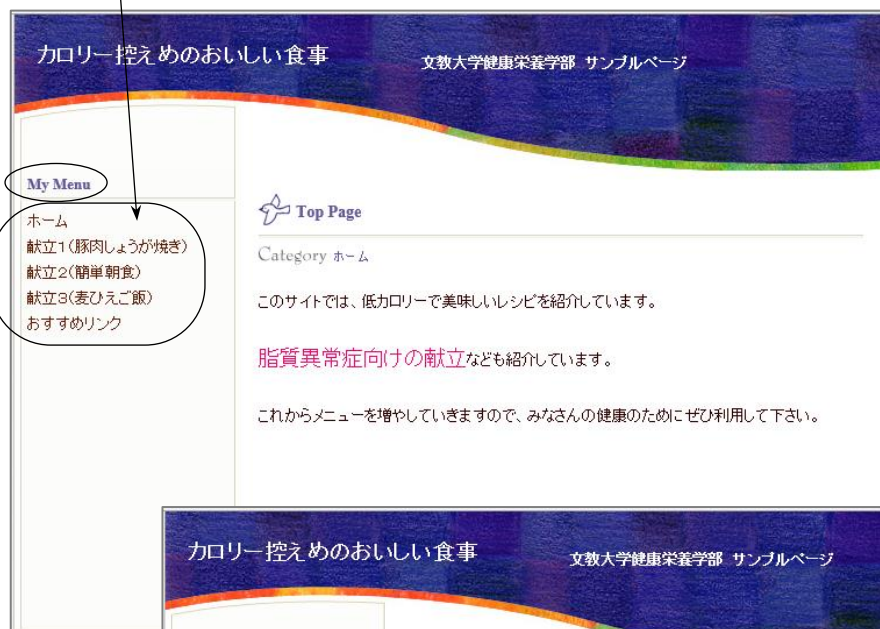 カロリー控えめのおいしい食事
文教大学健康栄養学部 サンプルページ
My Menu
ホーム
献立1(豚肉しょうが焼き)
献立2(簡単朝食)
献立3(麦ひえご飯)
おすすめリンク
Top Page
Category ホーム
このサイトでは、低カロリーで美味しいレシピを紹介しています。
脂質異常症向けの献立なども紹介しています。
これからメニューを増やしていきますので、みなさんの健康のためにぜひ利用して下さい。
カロリー控えめのおいしい食事
文教大学健康栄養学部 サンプルページ